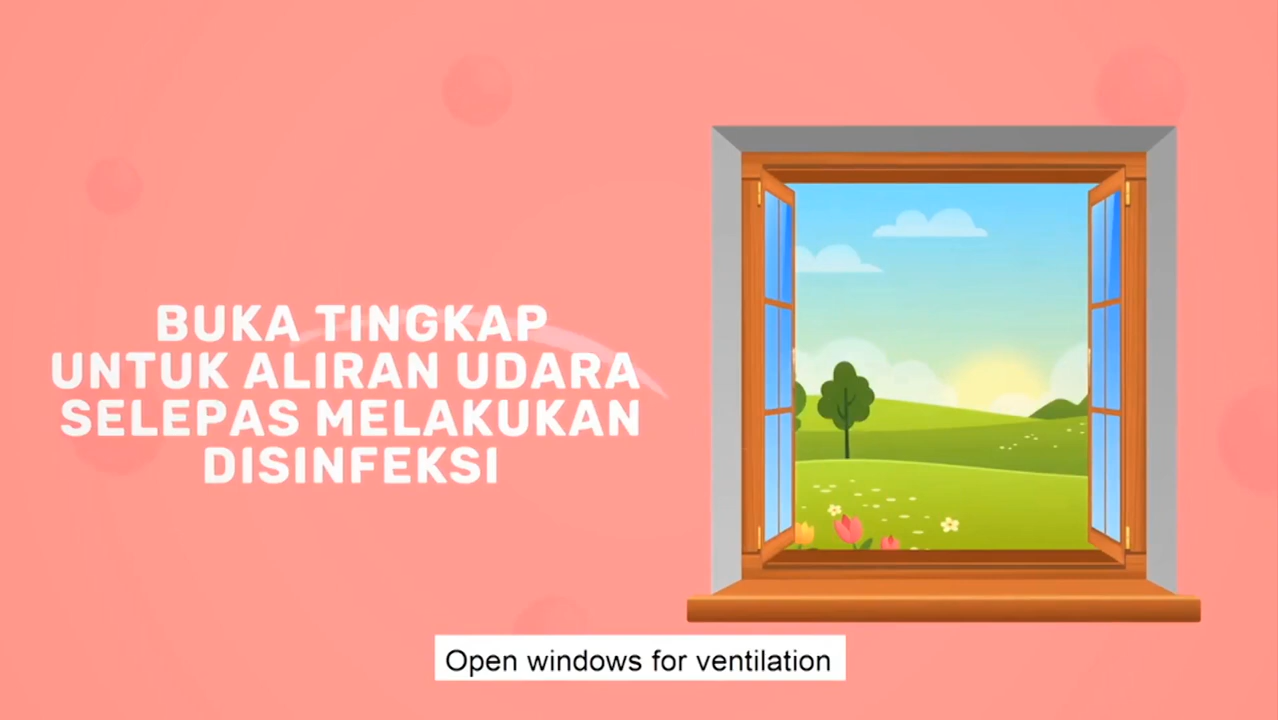 BUKA TINGKAP
UNTUK ALIRAN UDARA
SELEPAS MELAKUKAN
DISINFEKSI
Open windows for ventilation